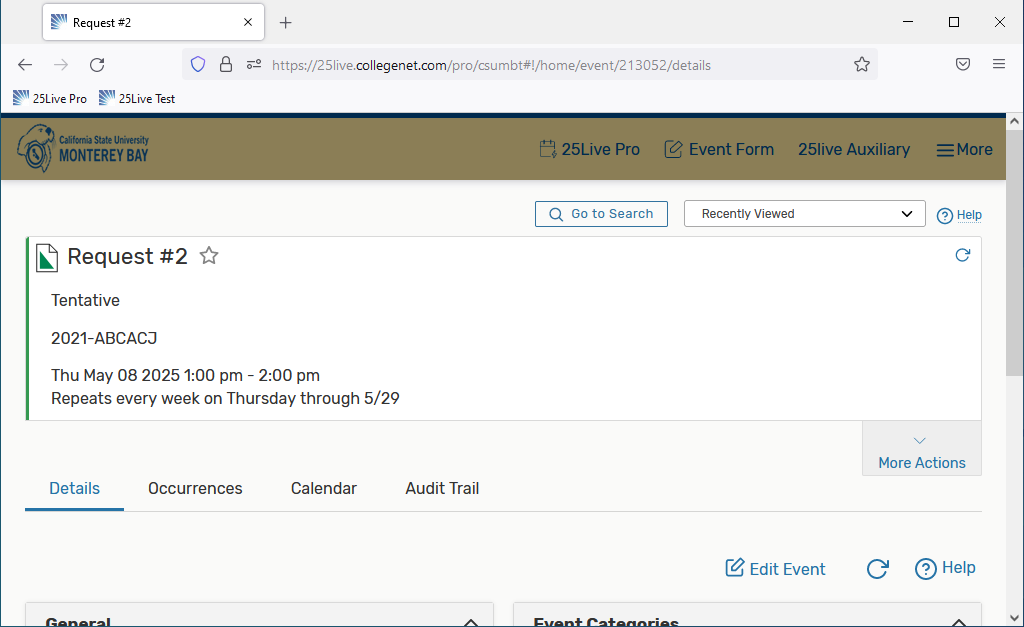 Request #2
https://25live.collegenet.com/pro/csumbt#!/home/event/213052/details
25Live Pro
25Live Test
California State University
MONTEREY BAY
25Live Pro
Event Form
25live Auxiliary
More
Go to Search
Recently Viewed
Help
Request #2
Tentative
2021-ABCACJ
Thu May 08 2025 1:00 pm - 2:00 pm
Repeats every week on Thursday through 5/29
More Actions
Details
Occurrences
Calendar
Audit Trail
Edit Event
Help
General
Event Categories